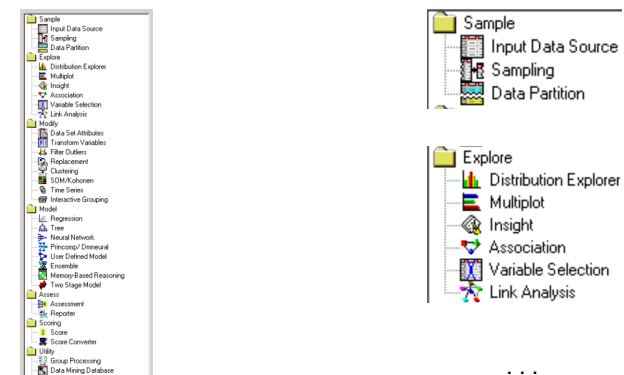 Sample
Input Data Source
Sampling
Data Partition
Explore
Distribution Explorer
Multiplot
Insight
Association
Variable Selection
Link Analysis
Modify
Data Set Attributes
Transform Variables
Filter Outliers
Replacement
Clustering
SOM/Kohonen
Time Series
Interactive Grouping
Model
Regression
Tree
Neural Network
Princomp/ Dmneural
User Defined Model
Ensemble
Memory-Based Reasoning
Two Stage Model
Assess
Assessment
Reporter
Scoring
Score
Score Converter
Utility
Group Processing
Data Mining Database
Sample
Input Data Source
Sampling
Data Partition
Explore
Distribution Explorer
Multiplot
Insight
Association
Variable Selection
Link Analysis
...